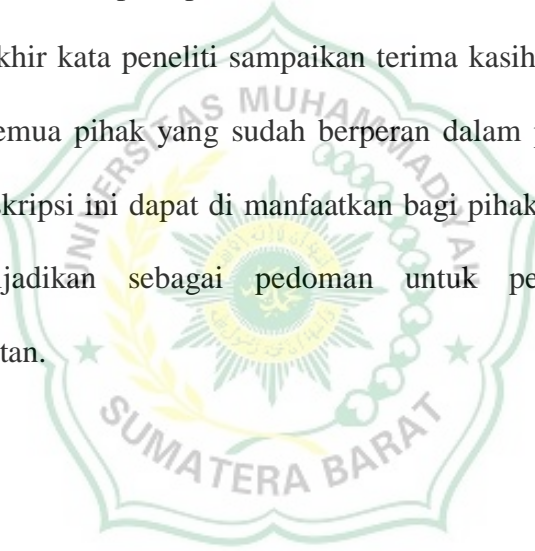 khir kata peneliti sampaikan terima kasih
emua pihak yang sudah berperan dalam p
kripsi ini dapat di manfaatkan bagi pihak
jadikan sebagai pedoman untuk pe
tan.
UNIVERSITAS MUHAMMADIYAH
SUMATERA BARAT